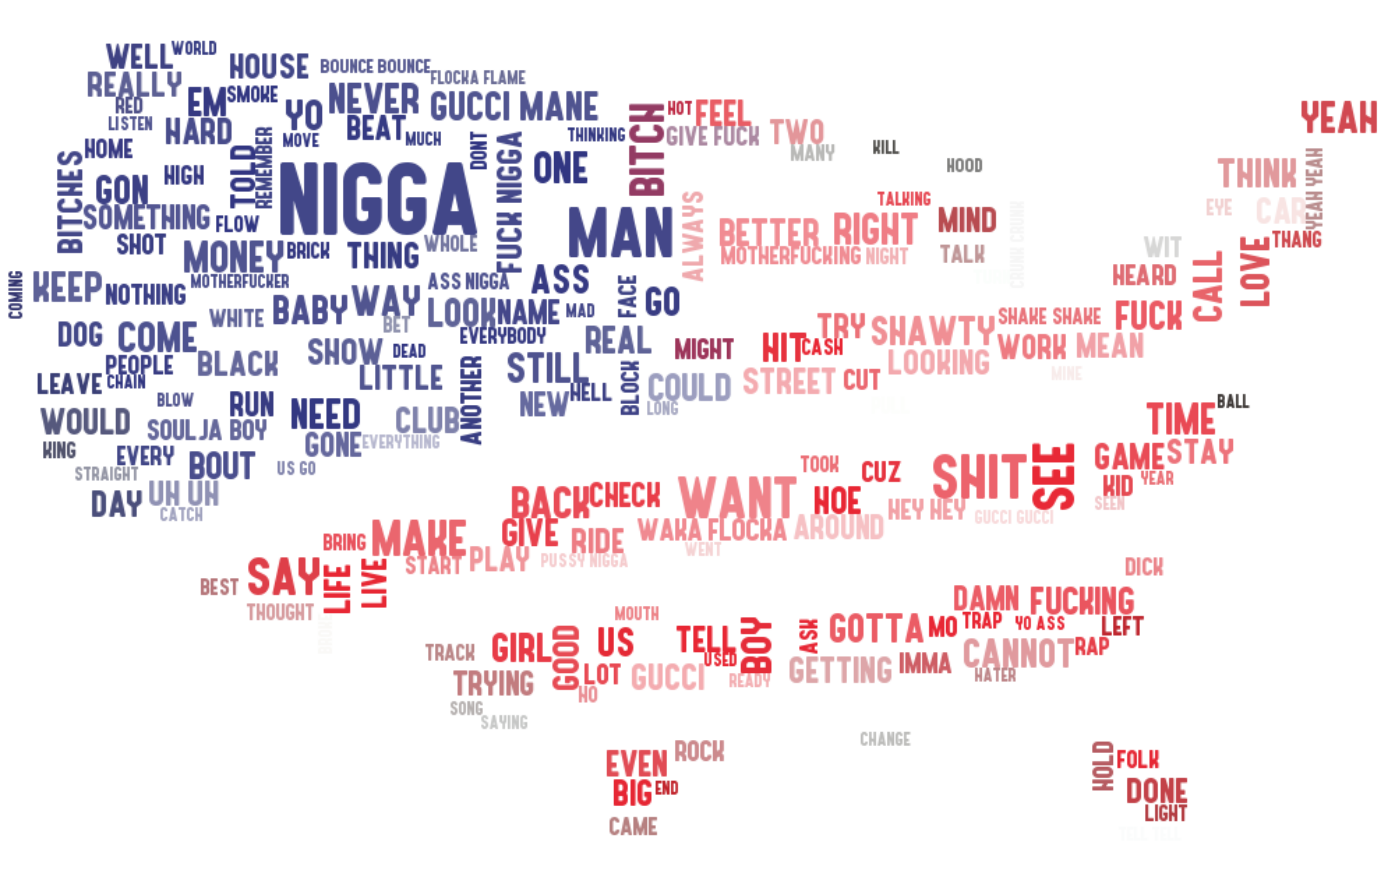 WELL WORLD
HOUSE BOUNCE BOUNCE
REALLY FLOCKA FLAME
RED EM SMOKE NEVER GUCCI MANE
LISTEN YO
HARD MOVE BEAT MUCH THINKING BITCH HOT FEEL YEAH
GIVE FUCK TWO
HOME REMEMBER DONT FUCK NIGGA MANY KILL
BITCHES HIGH TOLD ONE HOOD
GON NIGGA THINK YEAH YEAH
SOMETHING FLOW MAN ALWAYS TALKING EYE CAR
SHOT BETTER RIGHT MIND CRUNK CRUNK
MONEY BRICK THING WHOLE MOTHERFUCKING NIGHT TALK WIT LOVE THANG
COMING KEEP NOTHING MOTHERFUCKER ASS NIGGA ASS HEARD CALL
WHITE BABY WAY LOOK NAME MAD FACE GO
DOG COME BET EVERYBODY REAL TRY SHAWTY SHAKE SHAKE FUCK
PEOPLE BLACK SHOW DEAD MIGHT HIT CASH LOOKING WORK MEAN
LEAVE CHAIN LITTLE STILL COULD STREET CUT MINE
BLOW RUN NEED ANOTHER NEW HELL BLOCK LONG
WOULD SOULJA BOY CLUB TIME BALL
KING GONE EVERYTHING
STRAIGHT EVERY BOUT US GO TOOK CUZ SHIT SEE GAME STAY
DAY UH UH BACK CHECK WANT HOE KID YEAR
CATCH HEY HEY GUCCI GUCCI SEEN
BRING MAKE GIVE RIDE WAKA FLOCKA AROUND
START PLAY PUSSY NIGGA WENT
BEST SAY LIFE LIVE DICK
THOUGHT MOUTH DAMN FUCKING
TRACK GIRL GOOD US TELL BOY ASK GOTTA MO TRAP YO ASS LEFT
USED CANNOT RAP
TRYING LOT GUCCI READY GETTING IMMA HATER
HO
SONG
SAYING
CHANGE
EVEN ROCK HOLD FOLK
BIG END DONE
CAME LIGHT